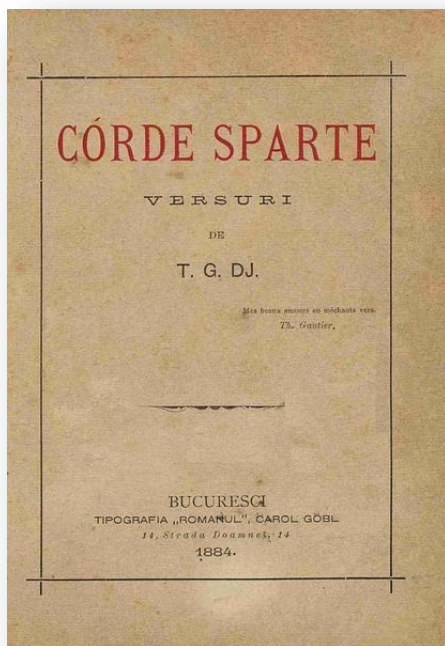 CÓRDE SPARTE
VERSURI
DE
T. G. DJ.
Mes beaux amours en méchants vers.
Th. Gautier,
BUCURESCI
TIPOGRAFIA „ROMANUL”, CAROL GÖBL
14, Strada Doamneĭ, 14
1884.